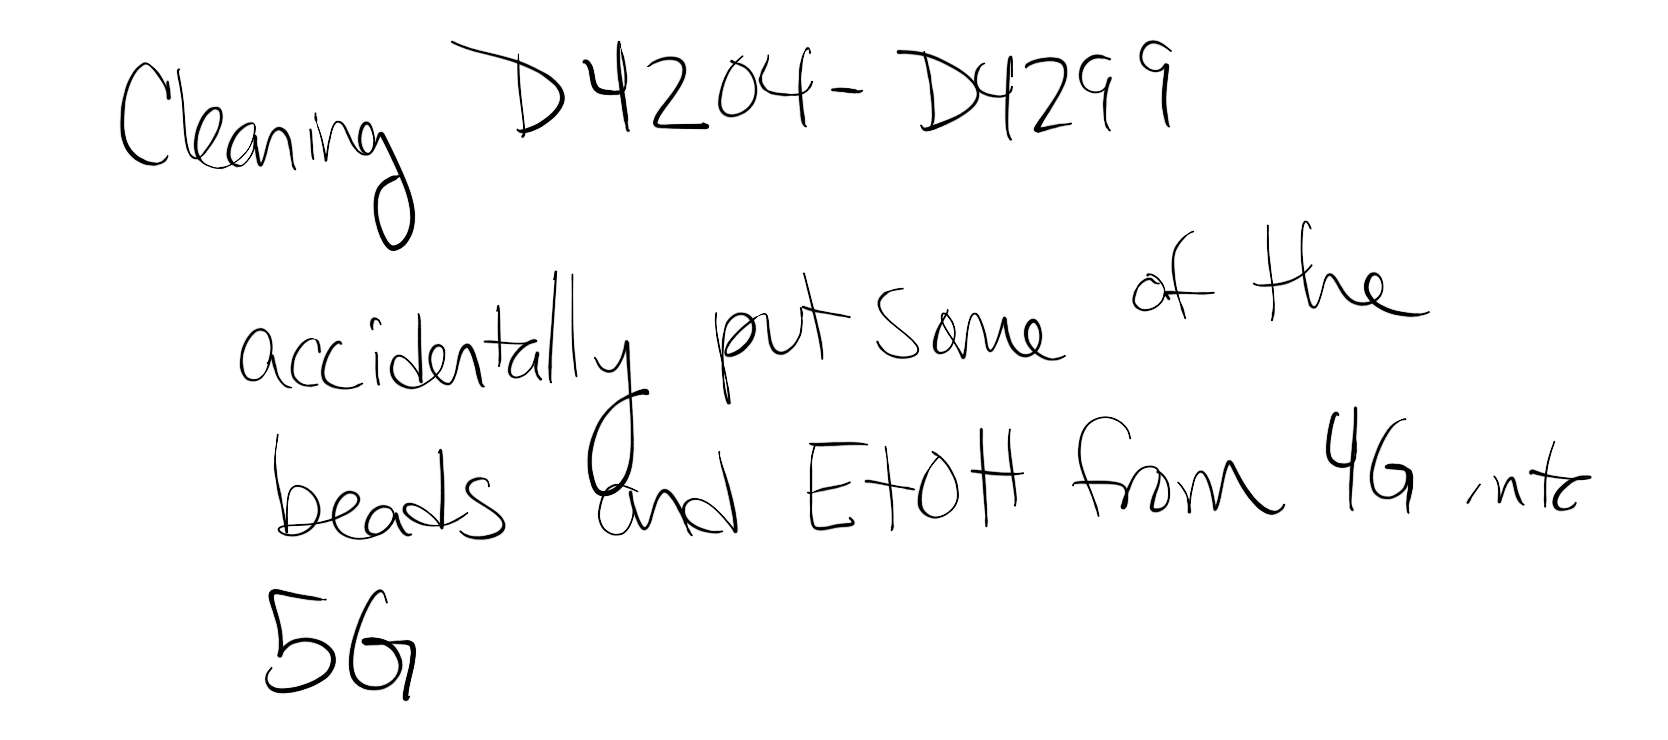 Cleaning D4204-D4299
accidentally put some of the
beads and EtOH from 4G into
5G